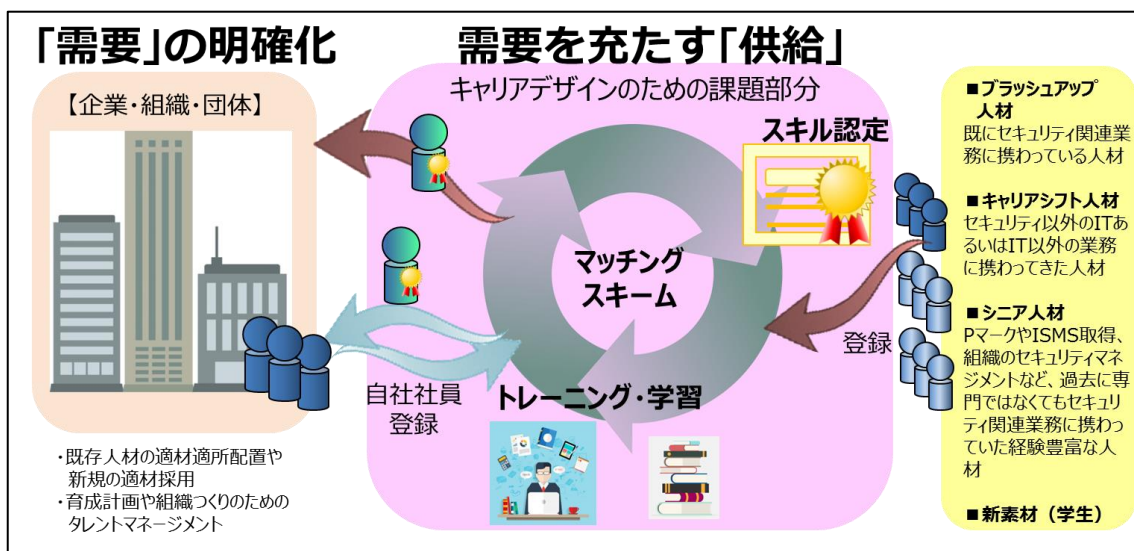 「需要」の明確化
【企業・組織・団体】
・既存人材の適材適所配置や
新規の適材採用
・育成計画や組織つくりのための
タレントマネージメント
需要を充たす「供給」
キャリアデザインのための課題部分
スキル認定
マッチング
スキーム
自社社員
登録
トレーニング・学習
登録
■ブラッシュアップ
人材
既にセキュリティ関連業
務に携わっている人材
■キャリアシフト人材
セキュリティ以外のITあ
るいはIT以外の業務
に携わってきた人材
■シニア人材
PマークやISMS取得、
組織のセキュリティマネ
ジメントなど、過去に専
門ではなくてもセキュリ
ティ関連業務に携わっ
ていた経験豊富な人
材
■新素材（学生）